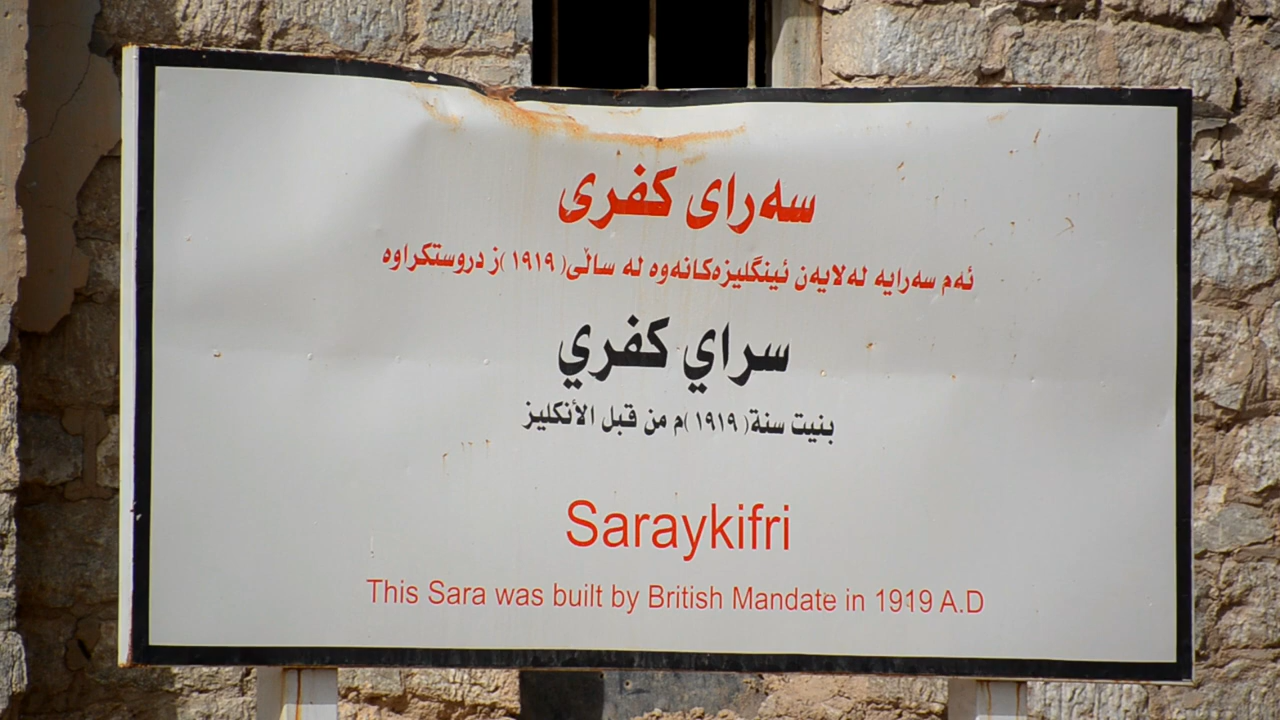 سەرای کفری
ئەم سەرایە لەلایەن ئینگلیزەکانەوە لە ساڵی( ١٩١٩ )ز دروستکراوە
سراي كفري
بنيت سنة( ١٩١٩ )م من قبل الأنكليز
Saraykifri
This Sara was built by British Mandate in 1919 A.D